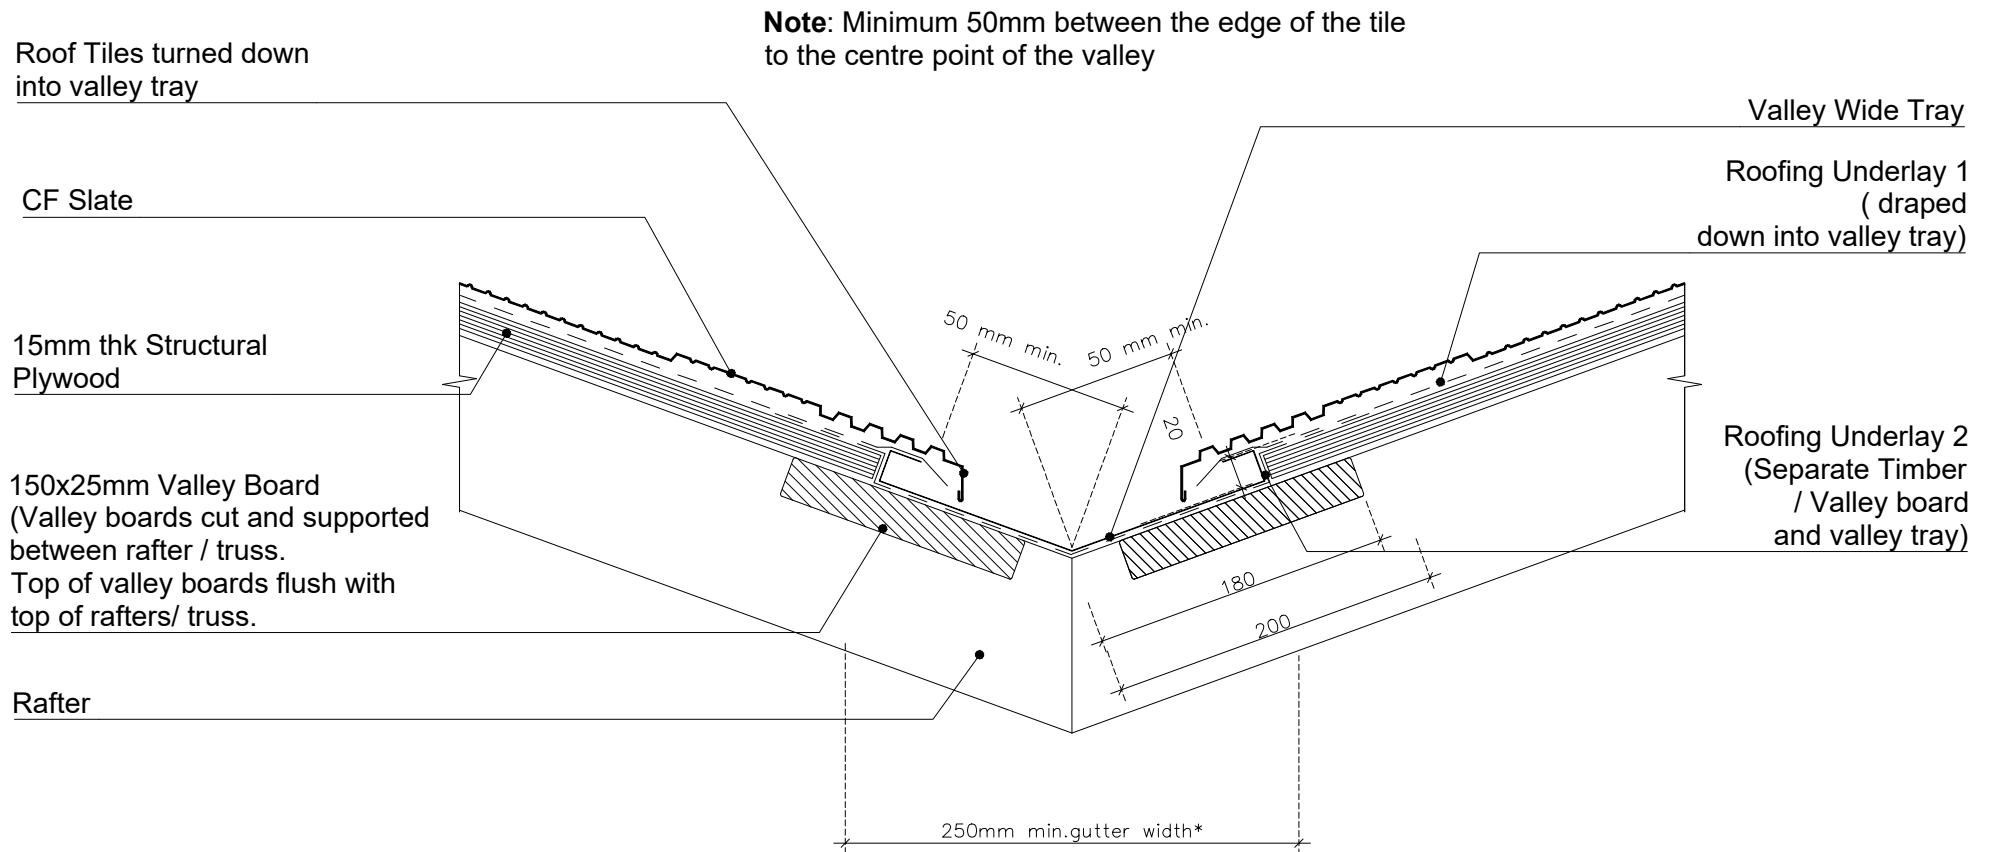 Note: Minimum 50mm between the edge of the tile
to the centre point of the valley
Roof Tiles turned down
into valley tray
CF Slate
15mm thk Structural
Plywood
150x25mm Valley Board
(Valley boards cut and supported
between rafter / truss.
Top of valley boards flush with
top of rafters/ truss.
Rafter
Valley Wide Tray
Roofing Underlay 1
( draped
down into valley tray)
Roofing Underlay 2
(Separate Timber
/ Valley board
and valley tray)
50 mm min.
50 mm min.
20
180
200
250mm min.gutter width*